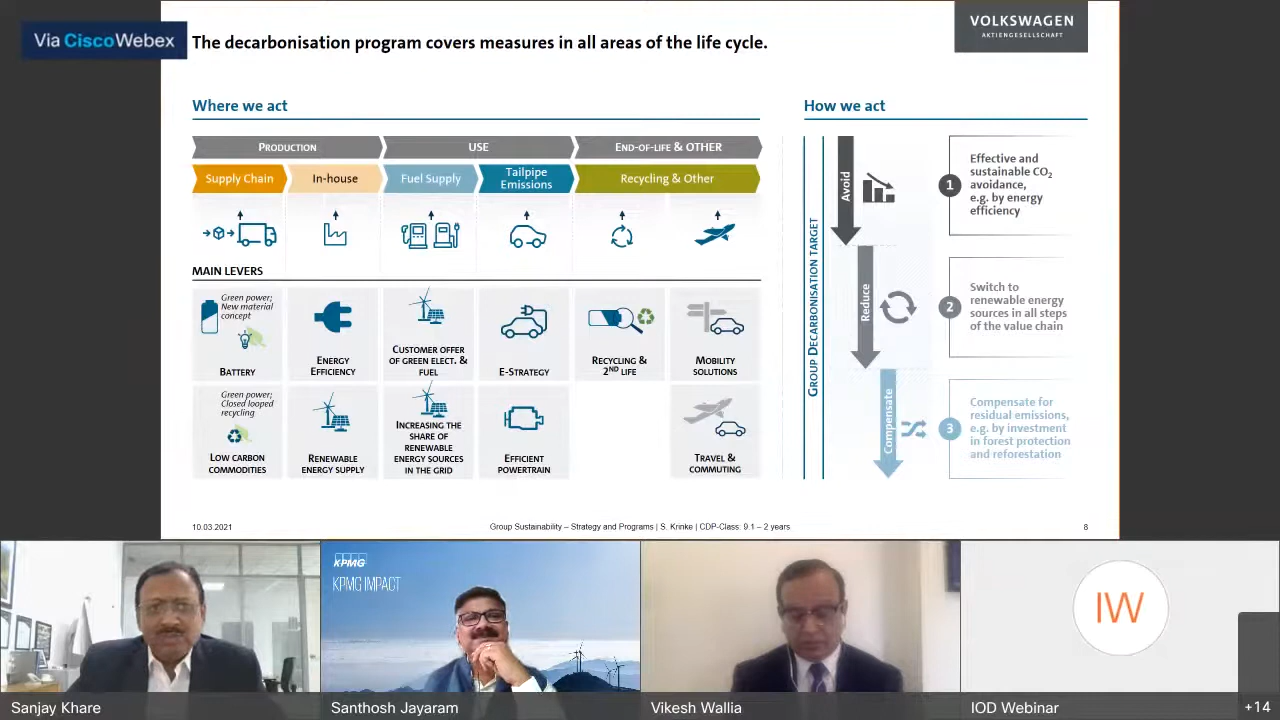 Via Cisco Webex
The decarbonisation program covers measures in all areas of the life cycle.
VOLKSWAGEN
AKTIENGESELLSCHAFT
Where we act
PRODUCTION
USE
END-OF-LIFE & OTHER
Supply Chain
In-house
Fuel Supply
Tailpipe
Emissions
Recycling & Other
MAIN LEVERS
Green power;
New material
concept
BATTERY
ENERGY
EFFICIENCY
CUSTOMER OFFER
OF GREEN ELECT. &
FUEL
E-STRATEGY
RECYCLING &
2ND LIFE
MOBILITY
SOLUTIONS
Green power;
Closed looped
recycling
LOW CARBON
COMMODITIES
RENEWABLE
ENERGY SUPPLY
INCREASING THE
SHARE OF
RENEWABLE
ENERGY SOURCES
IN THE GRID
EFFICIENT
POWERTRAIN
TRAVEL &
COMMUTING
How we act
GROUP DECARBONISATION TARGET
Avoid
1
Effective and
sustainable CO2
avoidance,
e.g. by energy
efficiency
Reduce
2
Switch to
renewable energy
sources in all steps
of the value chain
Compensate
3
Compensate for
residual emissions,
e.g. by investment
in forest protection
and reforestation
10.03.2021
Group Sustainability – Strategy and Programs | S. Krinke | CDP-Class: 9.1 – 2 years
8
KPMG
KPMG IMPACT
IW
Sanjay Khare
Santhosh Jayaram
Vikesh Wallia
IOD Webinar
+14